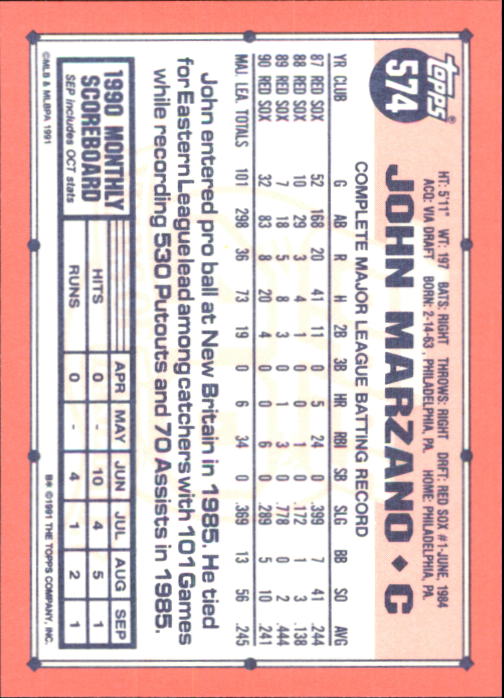 Topps®
574
JOHN MARZANO ◆ C
HT: 5'11" WT: 197 BATS: RIGHT THROWS: RIGHT DRFT: RED SOX #1-JUNE, 1984
ACQ: VIA DRAFT BORN: 2-14-63, PHILADELPHIA, PA. HOME: PHILADELPHIA, PA.
COMPLETE MAJOR LEAGUE BATTING RECORD
YR CLUB G AB R H 2B 3B HR RBI SB SLG BB SO AVG
87 RED SOX 52 168 20 41 11 0 5 24 0 .399 7 41 .244
88 RED SOX 10 29 3 4 1 0 0 1 0 .172 1 3 .138
89 RED SOX 7 18 5 8 3 0 1 3 0 .778 0 2 .444
90 RED SOX 32 83 8 20 4 0 0 6 0 .289 5 10 .241
MAJ. LEA. TOTALS 101 298 36 73 19 0 6 34 0 .369 13 56 .245
John entered pro ball at New Britain in 1985. He tied
for Eastern League lead among catchers with 101 Games
while recording 530 Putouts and 70 Assists in 1985.
1990 MONTHLY
SCOREBOARD
SEP includes OCT stats
APR MAY JUN JUL AUG SEP
HITS 0 - 10 4 5 1
RUNS 0 - 4 1 2 1
©MLB & MLBPA 1991
B* ©1991 THE TOPPS COMPANY, INC.